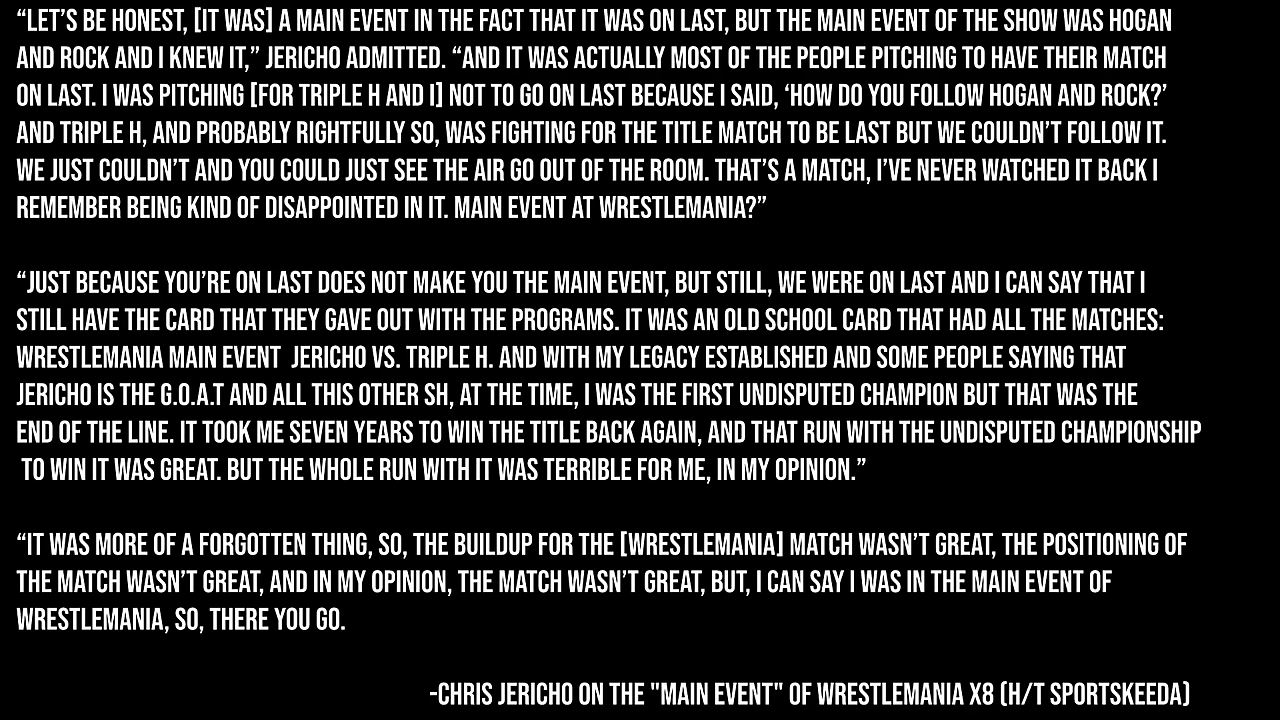 “LET’S BE HONEST, [IT WAS] A MAIN EVENT IN THE FACT THAT IT WAS ON LAST, BUT THE MAIN EVENT OF THE SHOW WAS HOGAN
AND ROCK AND I KNEW IT,” JERICHO ADMITTED. “AND IT WAS ACTUALLY MOST OF THE PEOPLE PITCHING TO HAVE THEIR MATCH
ON LAST. I WAS PITCHING [FOR TRIPLE H AND I] NOT TO GO ON LAST BECAUSE I SAID, ‘HOW DO YOU FOLLOW HOGAN AND ROCK?’
AND TRIPLE H, AND PROBABLY RIGHTFULLY SO, WAS FIGHTING FOR THE TITLE MATCH TO BE LAST BUT WE COULDN’T FOLLOW IT.
WE JUST COULDN’T AND YOU COULD JUST SEE THE AIR GO OUT OF THE ROOM. THAT’S A MATCH, I’VE NEVER WATCHED IT BACK I
REMEMBER BEING KIND OF DISAPPOINTED IN IT. MAIN EVENT AT WRESTLEMANIA?”
“JUST BECAUSE YOU’RE ON LAST DOES NOT MAKE YOU THE MAIN EVENT, BUT STILL, WE WERE ON LAST AND I CAN SAY THAT I
STILL HAVE THE CARD THAT THEY GAVE OUT WITH THE PROGRAMS. IT WAS AN OLD SCHOOL CARD THAT HAD ALL THE MATCHES:
WRESTLEMANIA MAIN EVENT  JERICHO VS. TRIPLE H. AND WITH MY LEGACY ESTABLISHED AND SOME PEOPLE SAYING THAT
JERICHO IS THE G.O.A.T AND ALL THIS OTHER SH, AT THE TIME, I WAS THE FIRST UNDISPUTED CHAMPION BUT THAT WAS THE
END OF THE LINE. IT TOOK ME SEVEN YEARS TO WIN THE TITLE BACK AGAIN, AND THAT RUN WITH THE UNDISPUTED CHAMPIONSHIP
TO WIN IT WAS GREAT. BUT THE WHOLE RUN WITH IT WAS TERRIBLE FOR ME, IN MY OPINION.”
“IT WAS MORE OF A FORGOTTEN THING, SO, THE BUILDUP FOR THE [WRESTLEMANIA] MATCH WASN’T GREAT, THE POSITIONING OF
THE MATCH WASN’T GREAT, AND IN MY OPINION, THE MATCH WASN’T GREAT, BUT, I CAN SAY I WAS IN THE MAIN EVENT OF
WRESTLEMANIA, SO, THERE YOU GO.
-CHRIS JERICHO ON THE "MAIN EVENT" OF WRESTLEMANIA X8 (H/T SPORTSKEEDA)